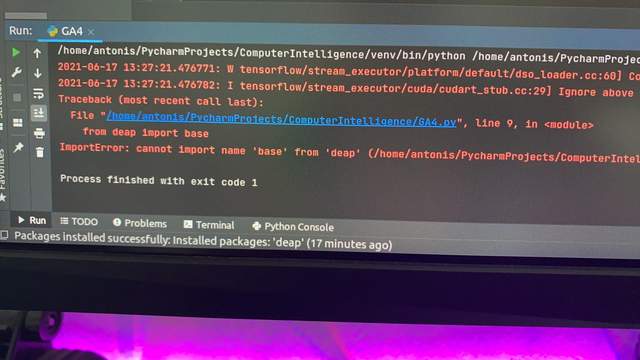 Run: GA4 ×
/home/antonis/PycharmProjects/ComputerIntelligence/venv/bin/python /home/antonis/PycharmProjec
2021-06-17 13:27:21.476771: W tensorflow/stream_executor/platform/default/dso_loader.cc:60] Co
2021-06-17 13:27:21.476782: I tensorflow/stream_executor/cuda/cudart_stub.cc:29] Ignore above
Traceback (most recent call last):
File "/home/antonis/PycharmProjects/ComputerIntelligence/GA4.py", line 9, in <module>
from deap import base
ImportError: cannot import name 'base' from 'deap' (/home/antonis/PycharmProjects/ComputerIntel
Process finished with exit code 1
Favorites
Run TODO Problems Terminal Python Console
Packages installed successfully: Installed packages: 'deap' (17 minutes ago)